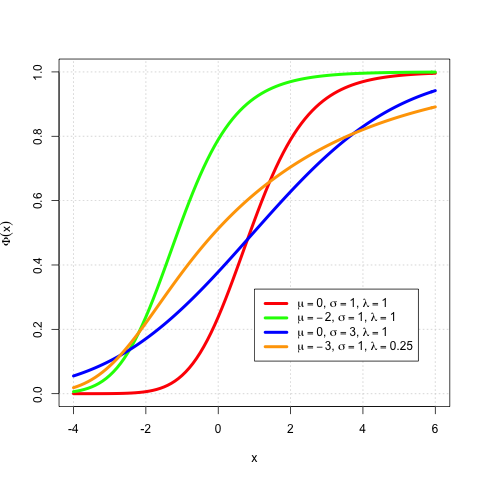 Φ(x)
1.0
0.8
0.6
0.4
0.2
0.0
μ = 0, σ = 1, λ = 1
μ = −2, σ = 1, λ = 1
μ = 0, σ = 3, λ = 1
μ = −3, σ = 1, λ = 0.25
-4 -2 0 2 4 6
x